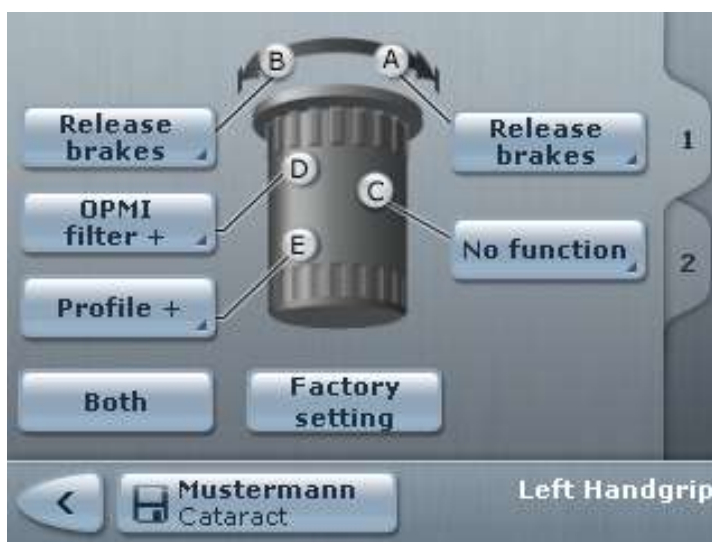 B
A
Release
brakes
Release
brakes
1
D
C
OPMI
filter +
E
No function
2
Profile +
Both
Factory
setting
<
Mustermann
Cataract
Left Handgrip